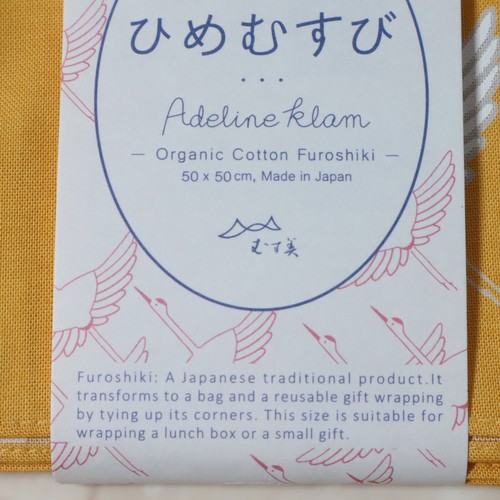 ひめむすび
...
Adeline Klam
— Organic Cotton Furoshiki —
50 x 50cm, Made in Japan
むす美
Furoshiki: A Japanese traditional product.It
transforms to a bag and a reusable gift wrapping
by tying up its corners. This size is suitable for
wrapping a lunch box or a small gift.